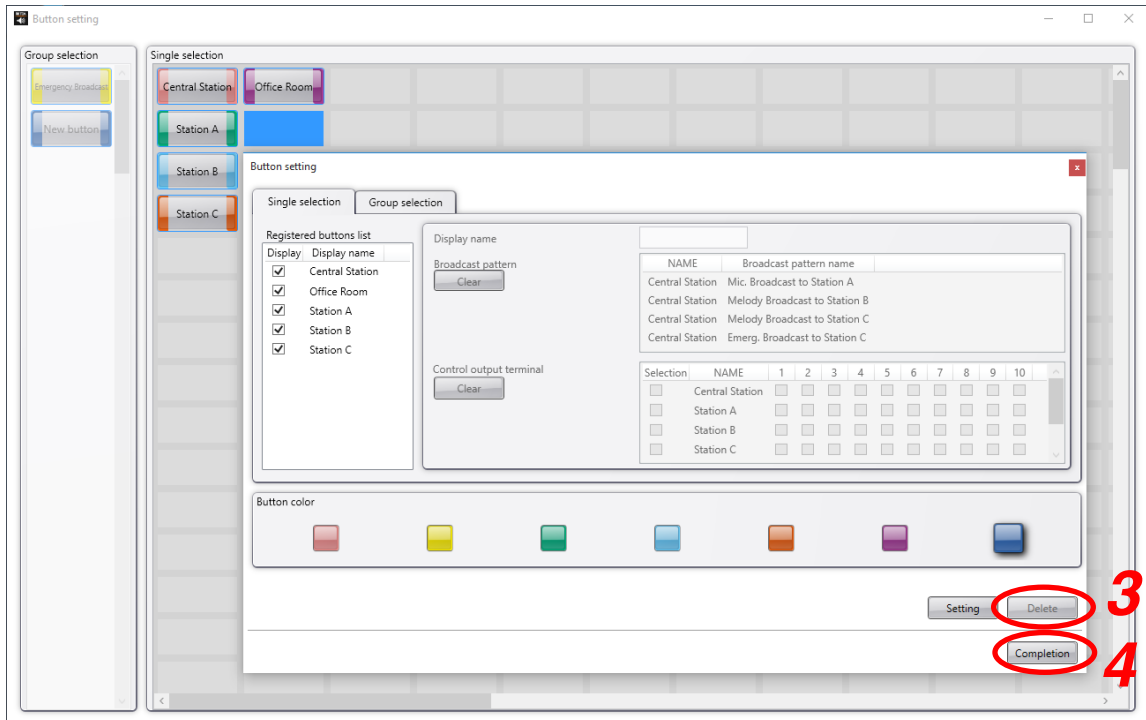 Button setting
Group selection
Single selection
Emergency Broadcast
Central Station
Office Room
New button
Station A
Station B
Station C
Button setting
x
Single selection
Group selection
Registered buttons list
Display Display name
Central Station
Office Room
Station A
Station B
Station C
Display name
Broadcast pattern
Clear
NAME Broadcast pattern name
Central Station Mic. Broadcast to Station A
Central Station Melody Broadcast to Station B
Central Station Melody Broadcast to Station C
Central Station Emerg. Broadcast to Station C
Control output terminal
Clear
Selection NAME 1 2 3 4 5 6 7 8 9 10
Central Station
Station A
Station B
Station C
Button color
Setting
Delete
3
Completion
4